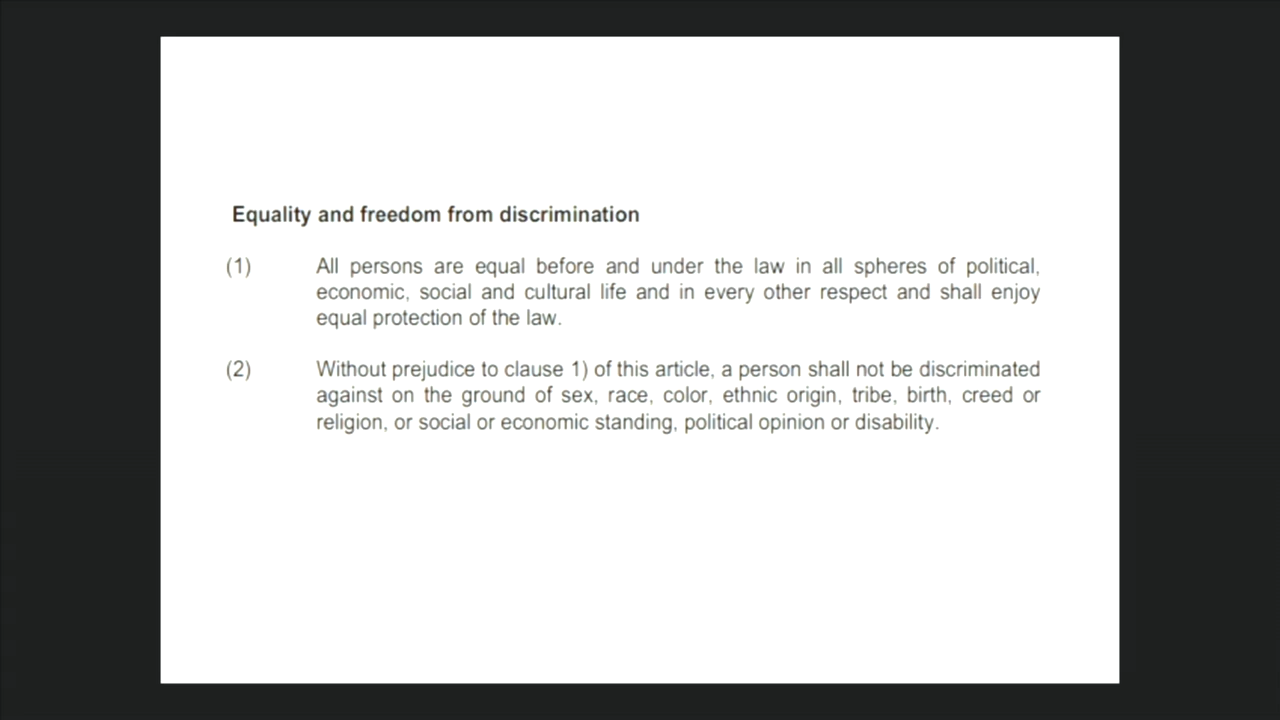 Equality and freedom from discrimination
(1) All persons are equal before and under the law in all spheres of political,
economic, social and cultural life and in every other respect and shall enjoy
equal protection of the law.
(2) Without prejudice to clause 1) of this article, a person shall not be discriminated
against on the ground of sex, race, color, ethnic origin, tribe, birth, creed or
religion, or social or economic standing, political opinion or disability.